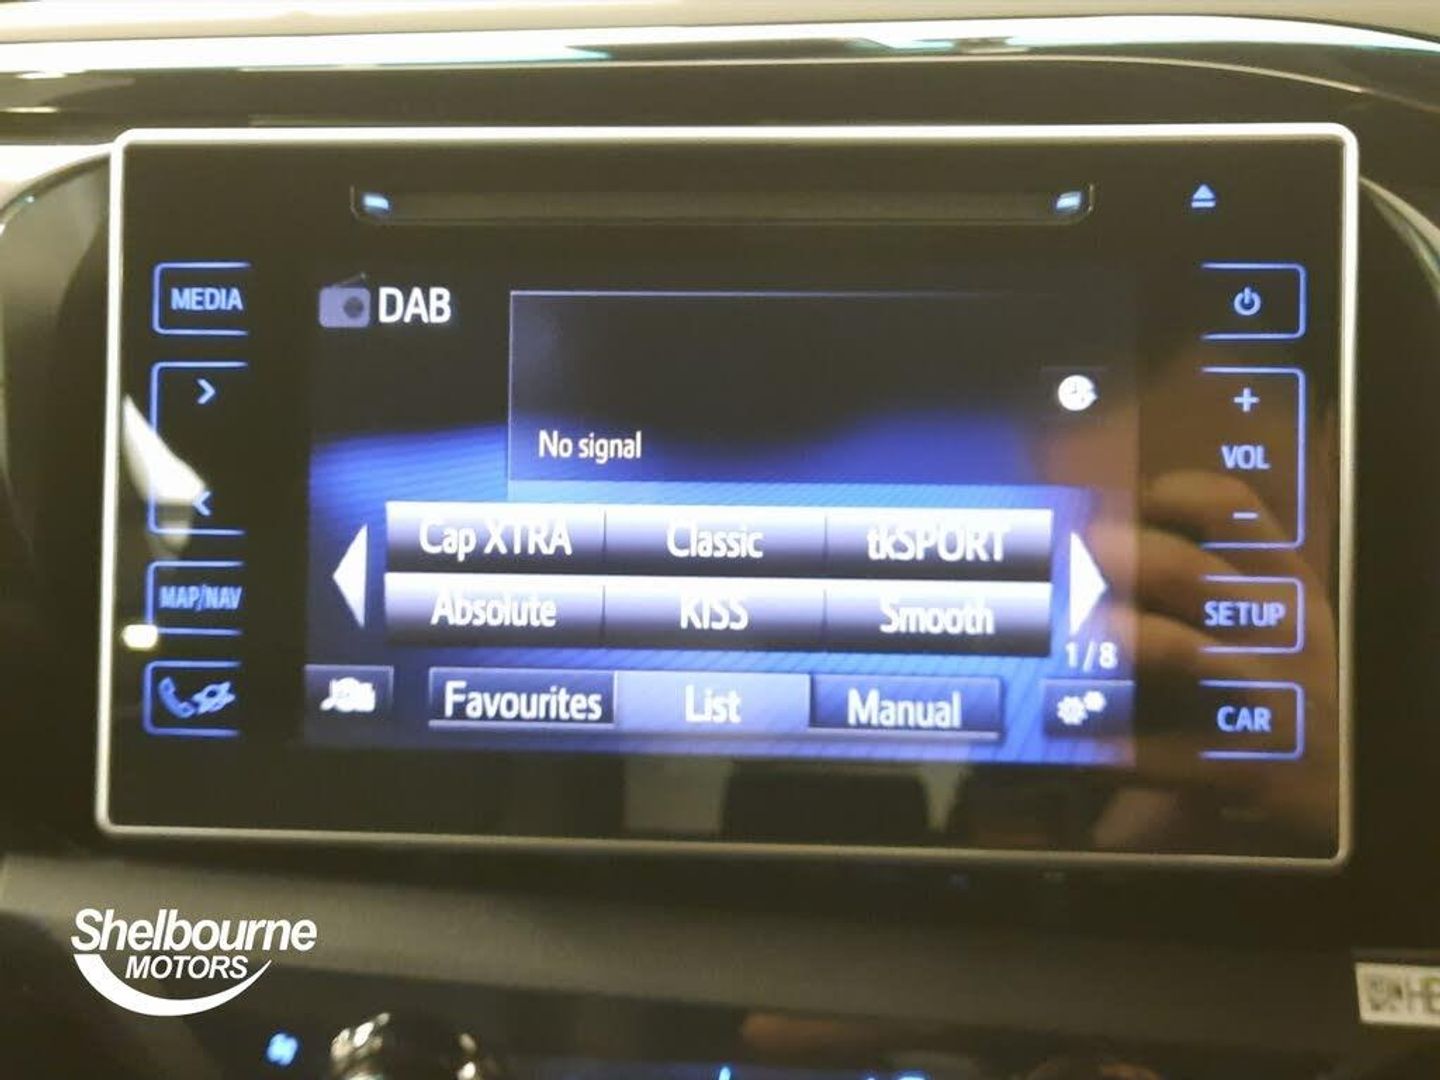 MEDIA
DAB
VOL
No signal
Cap XTRA Classic tkSPORT
MAP/NAV
Absolute KISS Smooth
SETUP
1/8
Favourites List Manual
CAR
Shelbourne
MOTORS